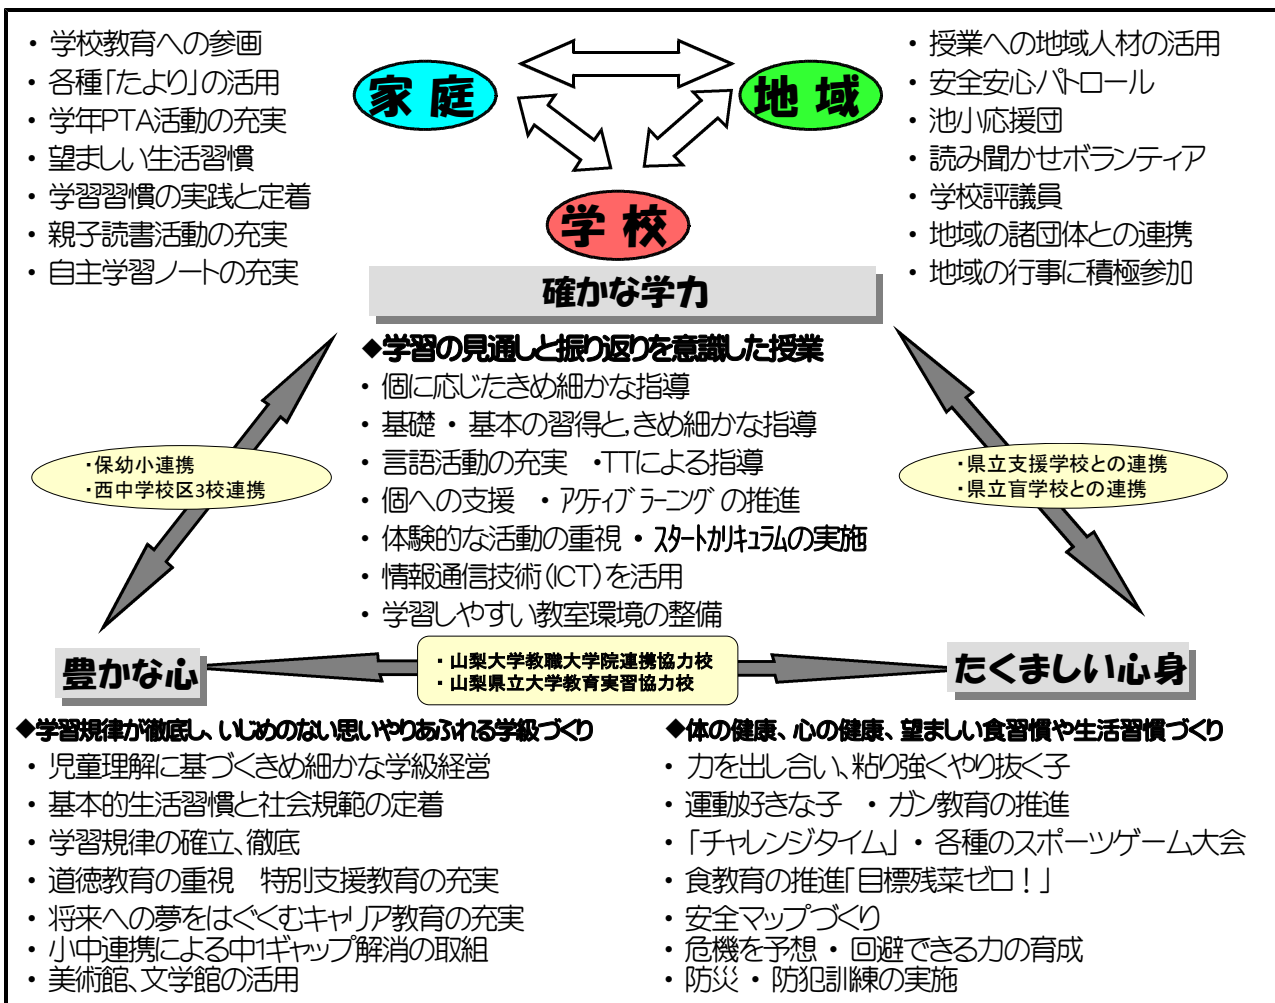 ・学校教育への参画
・各種「たより」の活用
・学年PTA活動の充実
・望ましい生活習慣
・学習習慣の実践と定着
・親子読書活動の充実
・自主学習ノートの充実
家庭
地域
学校
・授業への地域人材の活用
・安全安心パトロール
・池小応援団
・読み聞かせボランティア
・学校評議員
・地域の諸団体との連携
・地域の行事に積極参加
確かな学力
◆学習の見通しと振り返りを意識した授業
・個に応じたきめ細かな指導
・基礎・基本の習得と,きめ細かな指導
・言語活動の充実 ・TTによる指導
・個への支援 ・アクティブラーニングの推進
・体験的な活動の重視・スタートカリキュラムの実施
・情報通信技術(ICT)を活用
・学習しやすい教室環境の整備
・保幼小連携
・西中学校区3校連携
・県立支援学校との連携
・県立盲学校との連携
・山梨大学教職大学院連携協力校
・山梨県立大学教育実習協力校
豊かな心
◆学習規律が徹底し、いじめのない思いやりあふれる学級づくり
・児童理解に基づくきめ細かな学級経営
・基本的生活習慣と社会規範の定着
・学習規律の確立、徹底
・道徳教育の重視 特別支援教育の充実
・将来への夢をはぐくむキャリア教育の充実
・小中連携による中1ギャップ解消の取組
・美術館、文学館の活用
たくましい心身
◆体の健康、心の健康、望ましい食習慣や生活習慣づくり
・力を出し合い、粘り強くやり抜く子
・運動好きな子 ・ガン教育の推進
・「チャレンジタイム」・各種のスポーツゲーム大会
・食教育の推進「目標残菜ゼロ！」
・安全マップづくり
・危機を予想・回避できる力の育成
・防災・防犯訓練の実施